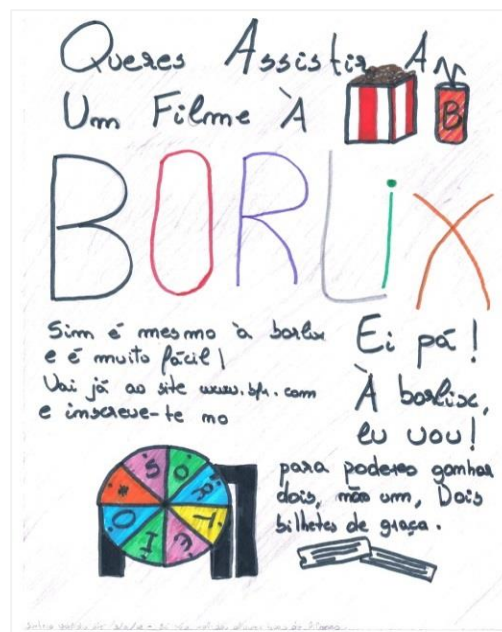 Queres Assistir A
Um Filme À
B
BORLiX
Sim é mesmo à borlix
e é muito fácil!
Vai já ao site www.bfx.com
e inscreve-te no
Ei pá!
À borlix,
eu vou!
para poderes ganhar
dois, não um, Dois
bilhetes de graça.